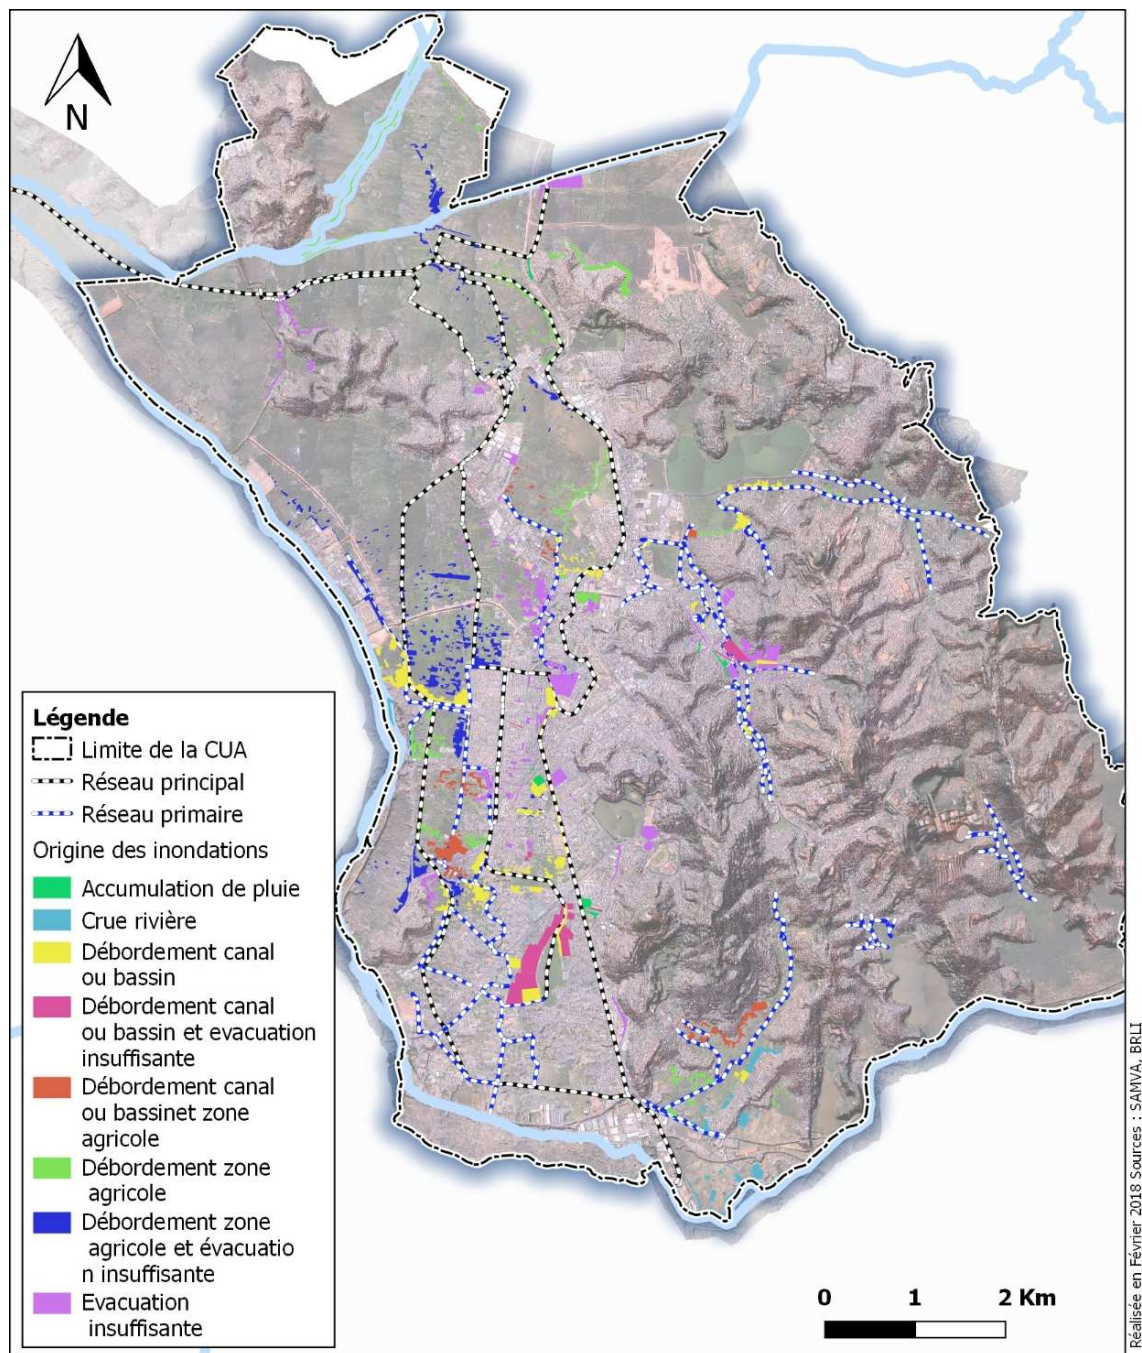 N
Légende
Limite de la CUA
Réseau principal
Réseau primaire
Origine des inondations
Accumulation de pluie
Crue rivière
Débordement canal
ou bassin
Débordement canal
ou bassin et evacuation
insuffisante
Débordement canal
ou bassinet zone
agricole
Débordement zone
agricole
Débordement zone
agricole et évacuatio
n insuffisante
Evacuation
insuffisante
0 1 2 Km
Réalisée en Février 2018 Sources : SAMVA, BRLI